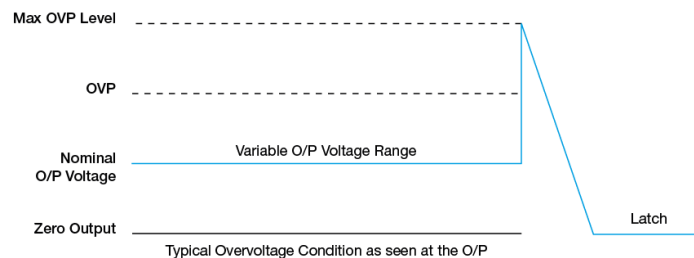 Max OVP Level
OVP
Variable O/P Voltage Range
Nominal
O/P Voltage
Zero Output
Latch
Typical Overvoltage Condition as seen at the O/P